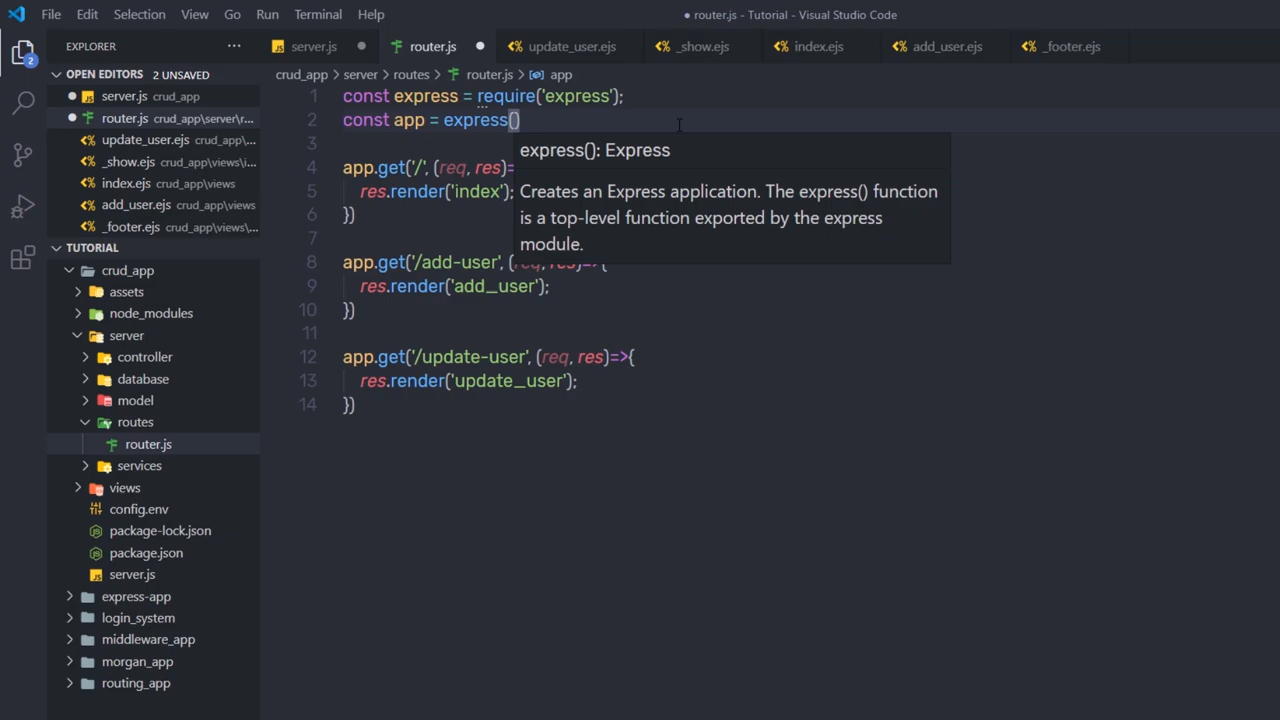 File Edit Selection View Go Run Terminal Help
● router.js - Tutorial - Visual Studio Code
EXPLORER ···
server.js router.js update_user.ejs _show.ejs index.ejs add_user.ejs _footer.ejs
2
OPEN EDITORS 2 UNSAVED
server.js crud_app
router.js crud_app\server\r...
update_user.ejs crud_app\...
_show.ejs crud_app\views\i...
index.ejs crud_app\views
add_user.ejs crud_app\views
_footer.ejs crud_app\views\...
TUTORIAL
crud_app
assets
node_modules
server
controller
database
model
routes
router.js
services
views
config.env
package-lock.json
package.json
server.js
express-app
login_system
middleware_app
morgan_app
routing_app
crud_app > server > routes > router.js > app
1 const express = require('express');
2 const app = express()
3
4 app.get('/', (req, res)=
5 res.render('index');
6 })
7
8 app.get('/add-user', (req, res)=>{
9 res.render('add_user');
10 })
11
12 app.get('/update-user', (req, res)=>{
13 res.render('update_user');
14 })
express(): Express
Creates an Express application. The express() function
is a top-level function exported by the express
module.